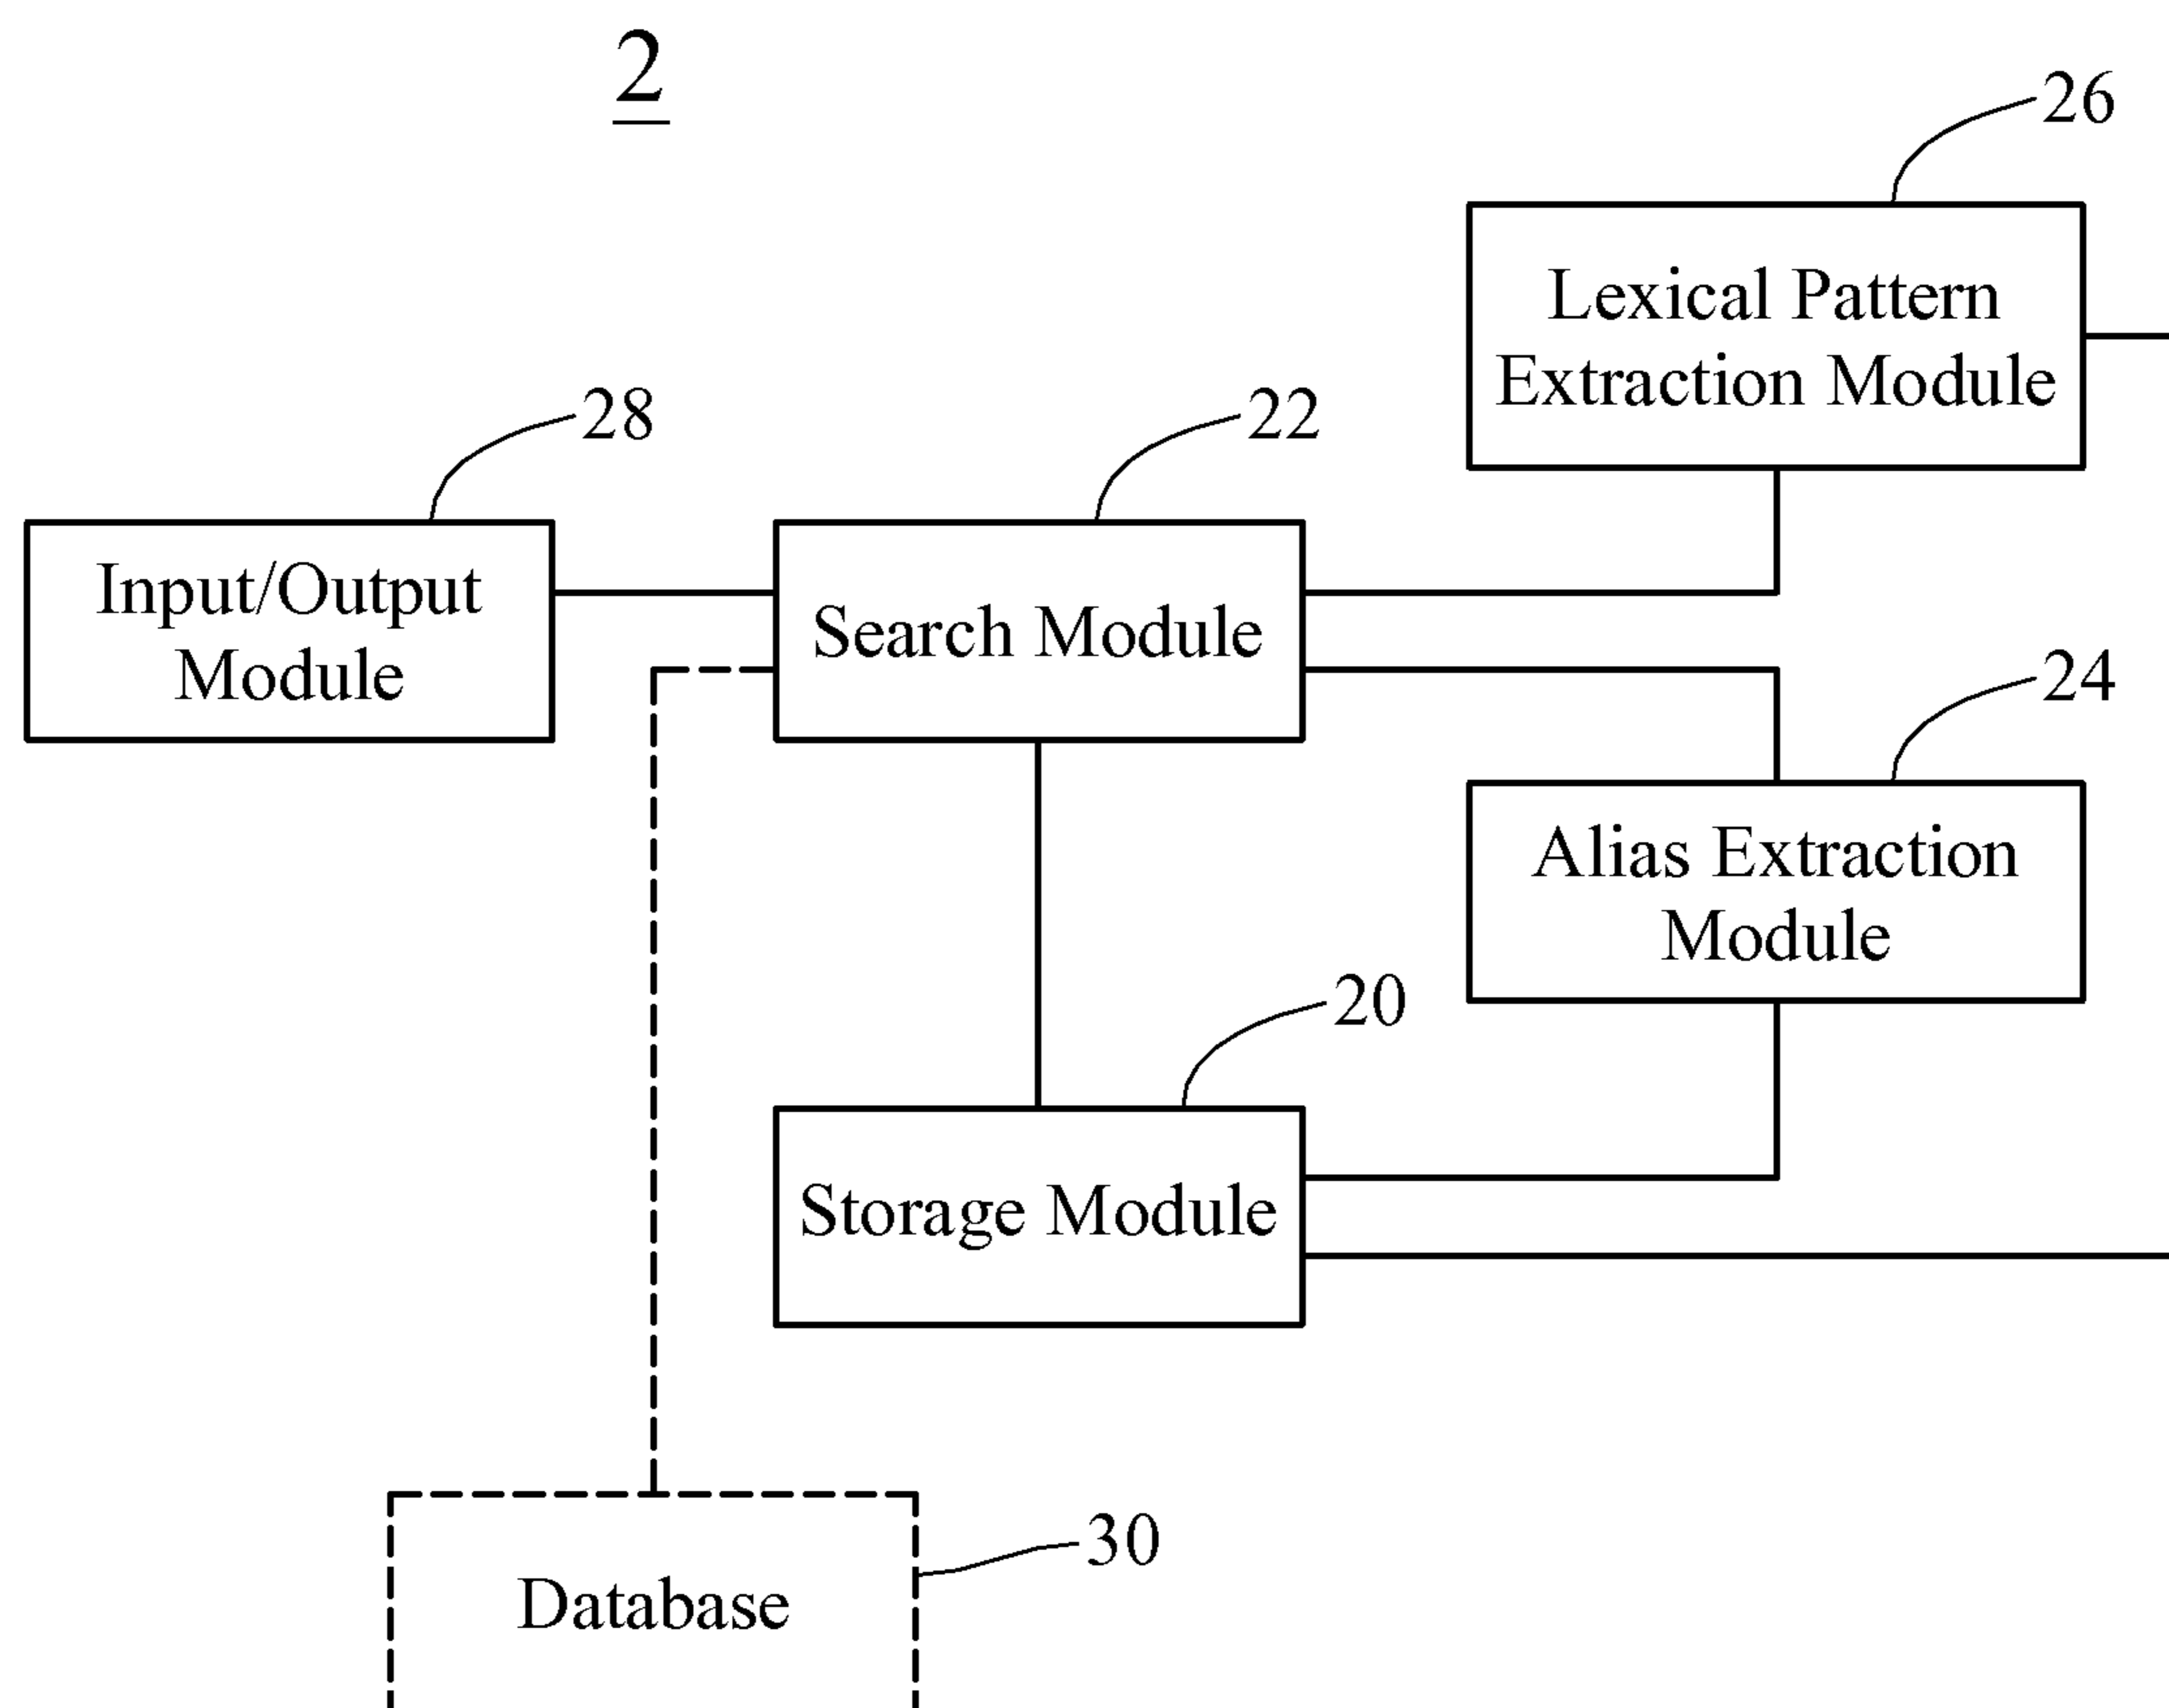 2
26
Lexical Pattern
Extraction Module
28
22
Input/Output
Module
Search Module
24
Alias Extraction
Module
20
Storage Module
30
Database